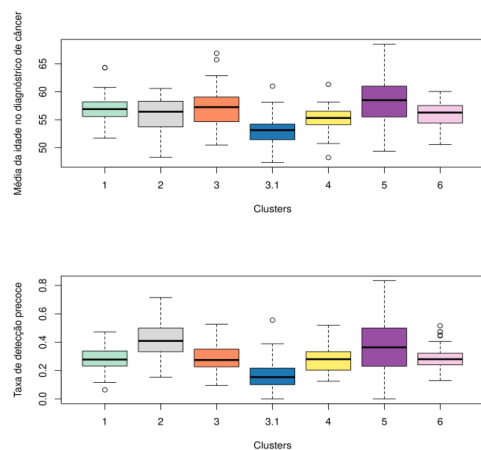 Média da idade no diagnóstrico de câncer
65
60
55
50
1 2 3 3.1 4 5 6
Clusters
Taxa de detecção precoce
0.8
0.6
0.4
0.2
0.0
1 2 3 3.1 4 5 6
Clusters